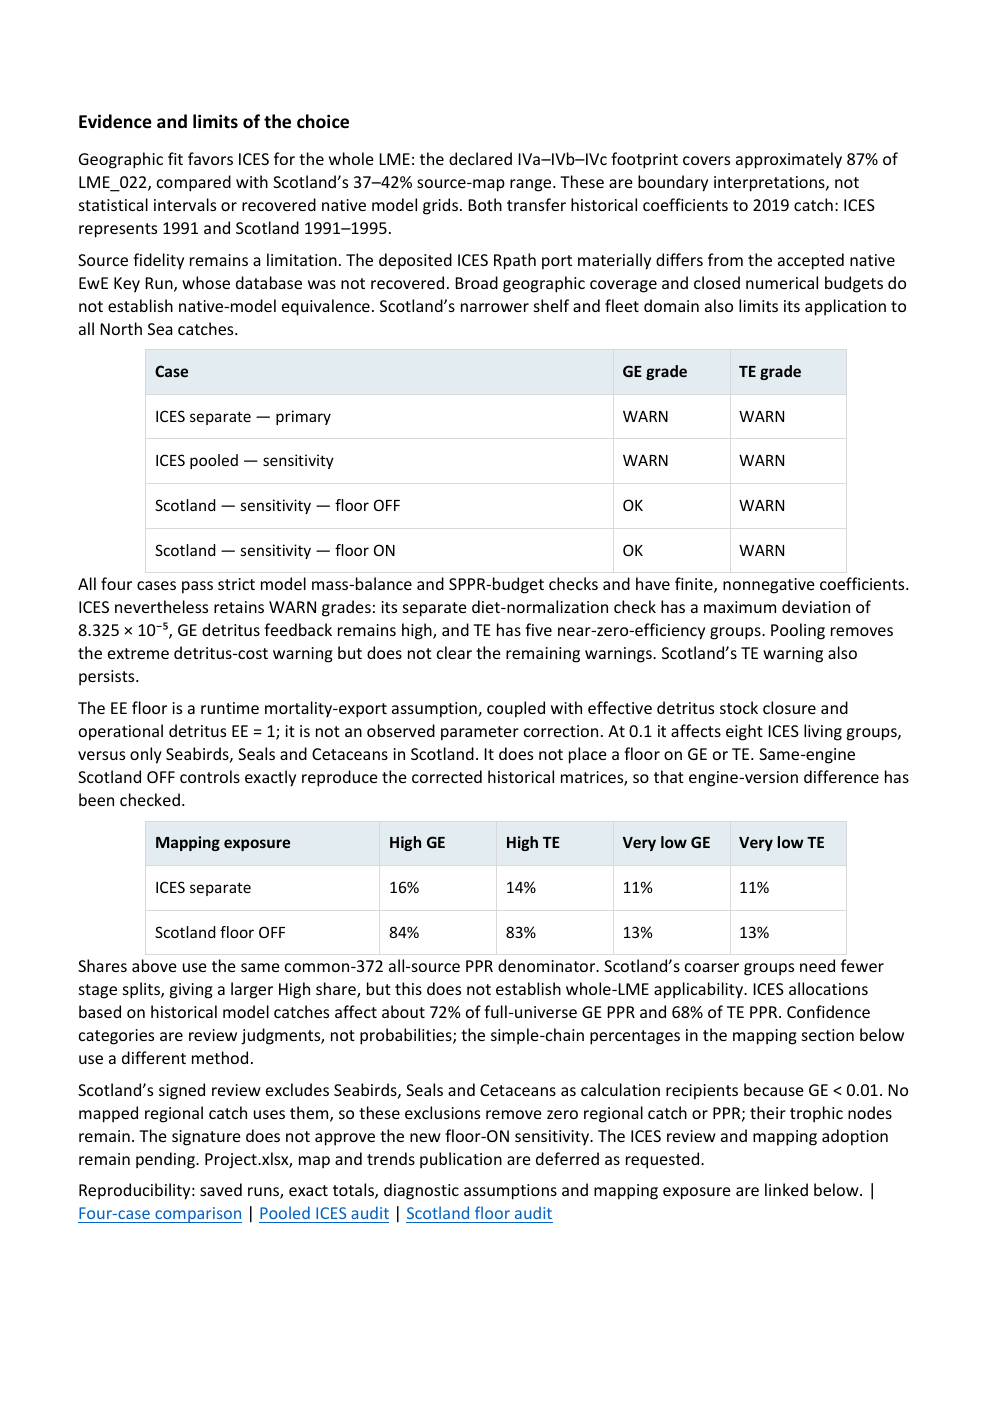 Evidence and limits of the choice
Geographic fit favors ICES for the whole LME: the declared IVa–IVb–IVc footprint covers approximately 87% of
LME_022, compared with Scotland’s 37–42% source-map range. These are boundary interpretations, not
statistical intervals or recovered native model grids. Both transfer historical coefficients to 2019 catch: ICES
represents 1991 and Scotland 1991–1995.
Source fidelity remains a limitation. The deposited ICES Rpath port materially differs from the accepted native
EwE Key Run, whose database was not recovered. Broad geographic coverage and closed numerical budgets do
not establish native-model equivalence. Scotland’s narrower shelf and fleet domain also limits its application to
all North Sea catches.
Case GE grade TE grade
ICES separate — primary WARN WARN
ICES pooled — sensitivity WARN WARN
Scotland — sensitivity — floor OFF OK WARN
Scotland — sensitivity — floor ON OK WARN
All four cases pass strict model mass-balance and SPPR-budget checks and have finite, nonnegative coefficients.
ICES nevertheless retains WARN grades: its separate diet-normalization check has a maximum deviation of
8.325 × 10⁻⁵, GE detritus feedback remains high, and TE has five near-zero-efficiency groups. Pooling removes
the extreme detritus-cost warning but does not clear the remaining warnings. Scotland’s TE warning also
persists.
The EE floor is a runtime mortality-export assumption, coupled with effective detritus stock closure and
operational detritus EE = 1; it is not an observed parameter correction. At 0.1 it affects eight ICES living groups,
versus only Seabirds, Seals and Cetaceans in Scotland. It does not place a floor on GE or TE. Same-engine
Scotland OFF controls exactly reproduce the corrected historical matrices, so that engine-version difference has
been checked.
Mapping exposure High GE High TE Very low GE Very low TE
ICES separate 16% 14% 11% 11%
Scotland floor OFF 84% 83% 13% 13%
Shares above use the same common-372 all-source PPR denominator. Scotland’s coarser groups need fewer
stage splits, giving a larger High share, but this does not establish whole-LME applicability. ICES allocations
based on historical model catches affect about 72% of full-universe GE PPR and 68% of TE PPR. Confidence
categories are review judgments, not probabilities; the simple-chain percentages in the mapping section below
use a different method.
Scotland’s signed review excludes Seabirds, Seals and Cetaceans as calculation recipients because GE < 0.01. No
mapped regional catch uses them, so these exclusions remove zero regional catch or PPR; their trophic nodes
remain. The signature does not approve the new floor-ON sensitivity. The ICES review and mapping adoption
remain pending. Project.xlsx, map and trends publication are deferred as requested.
Reproducibility: saved runs, exact totals, diagnostic assumptions and mapping exposure are linked below. |
Four-case comparison | Pooled ICES audit | Scotland floor audit